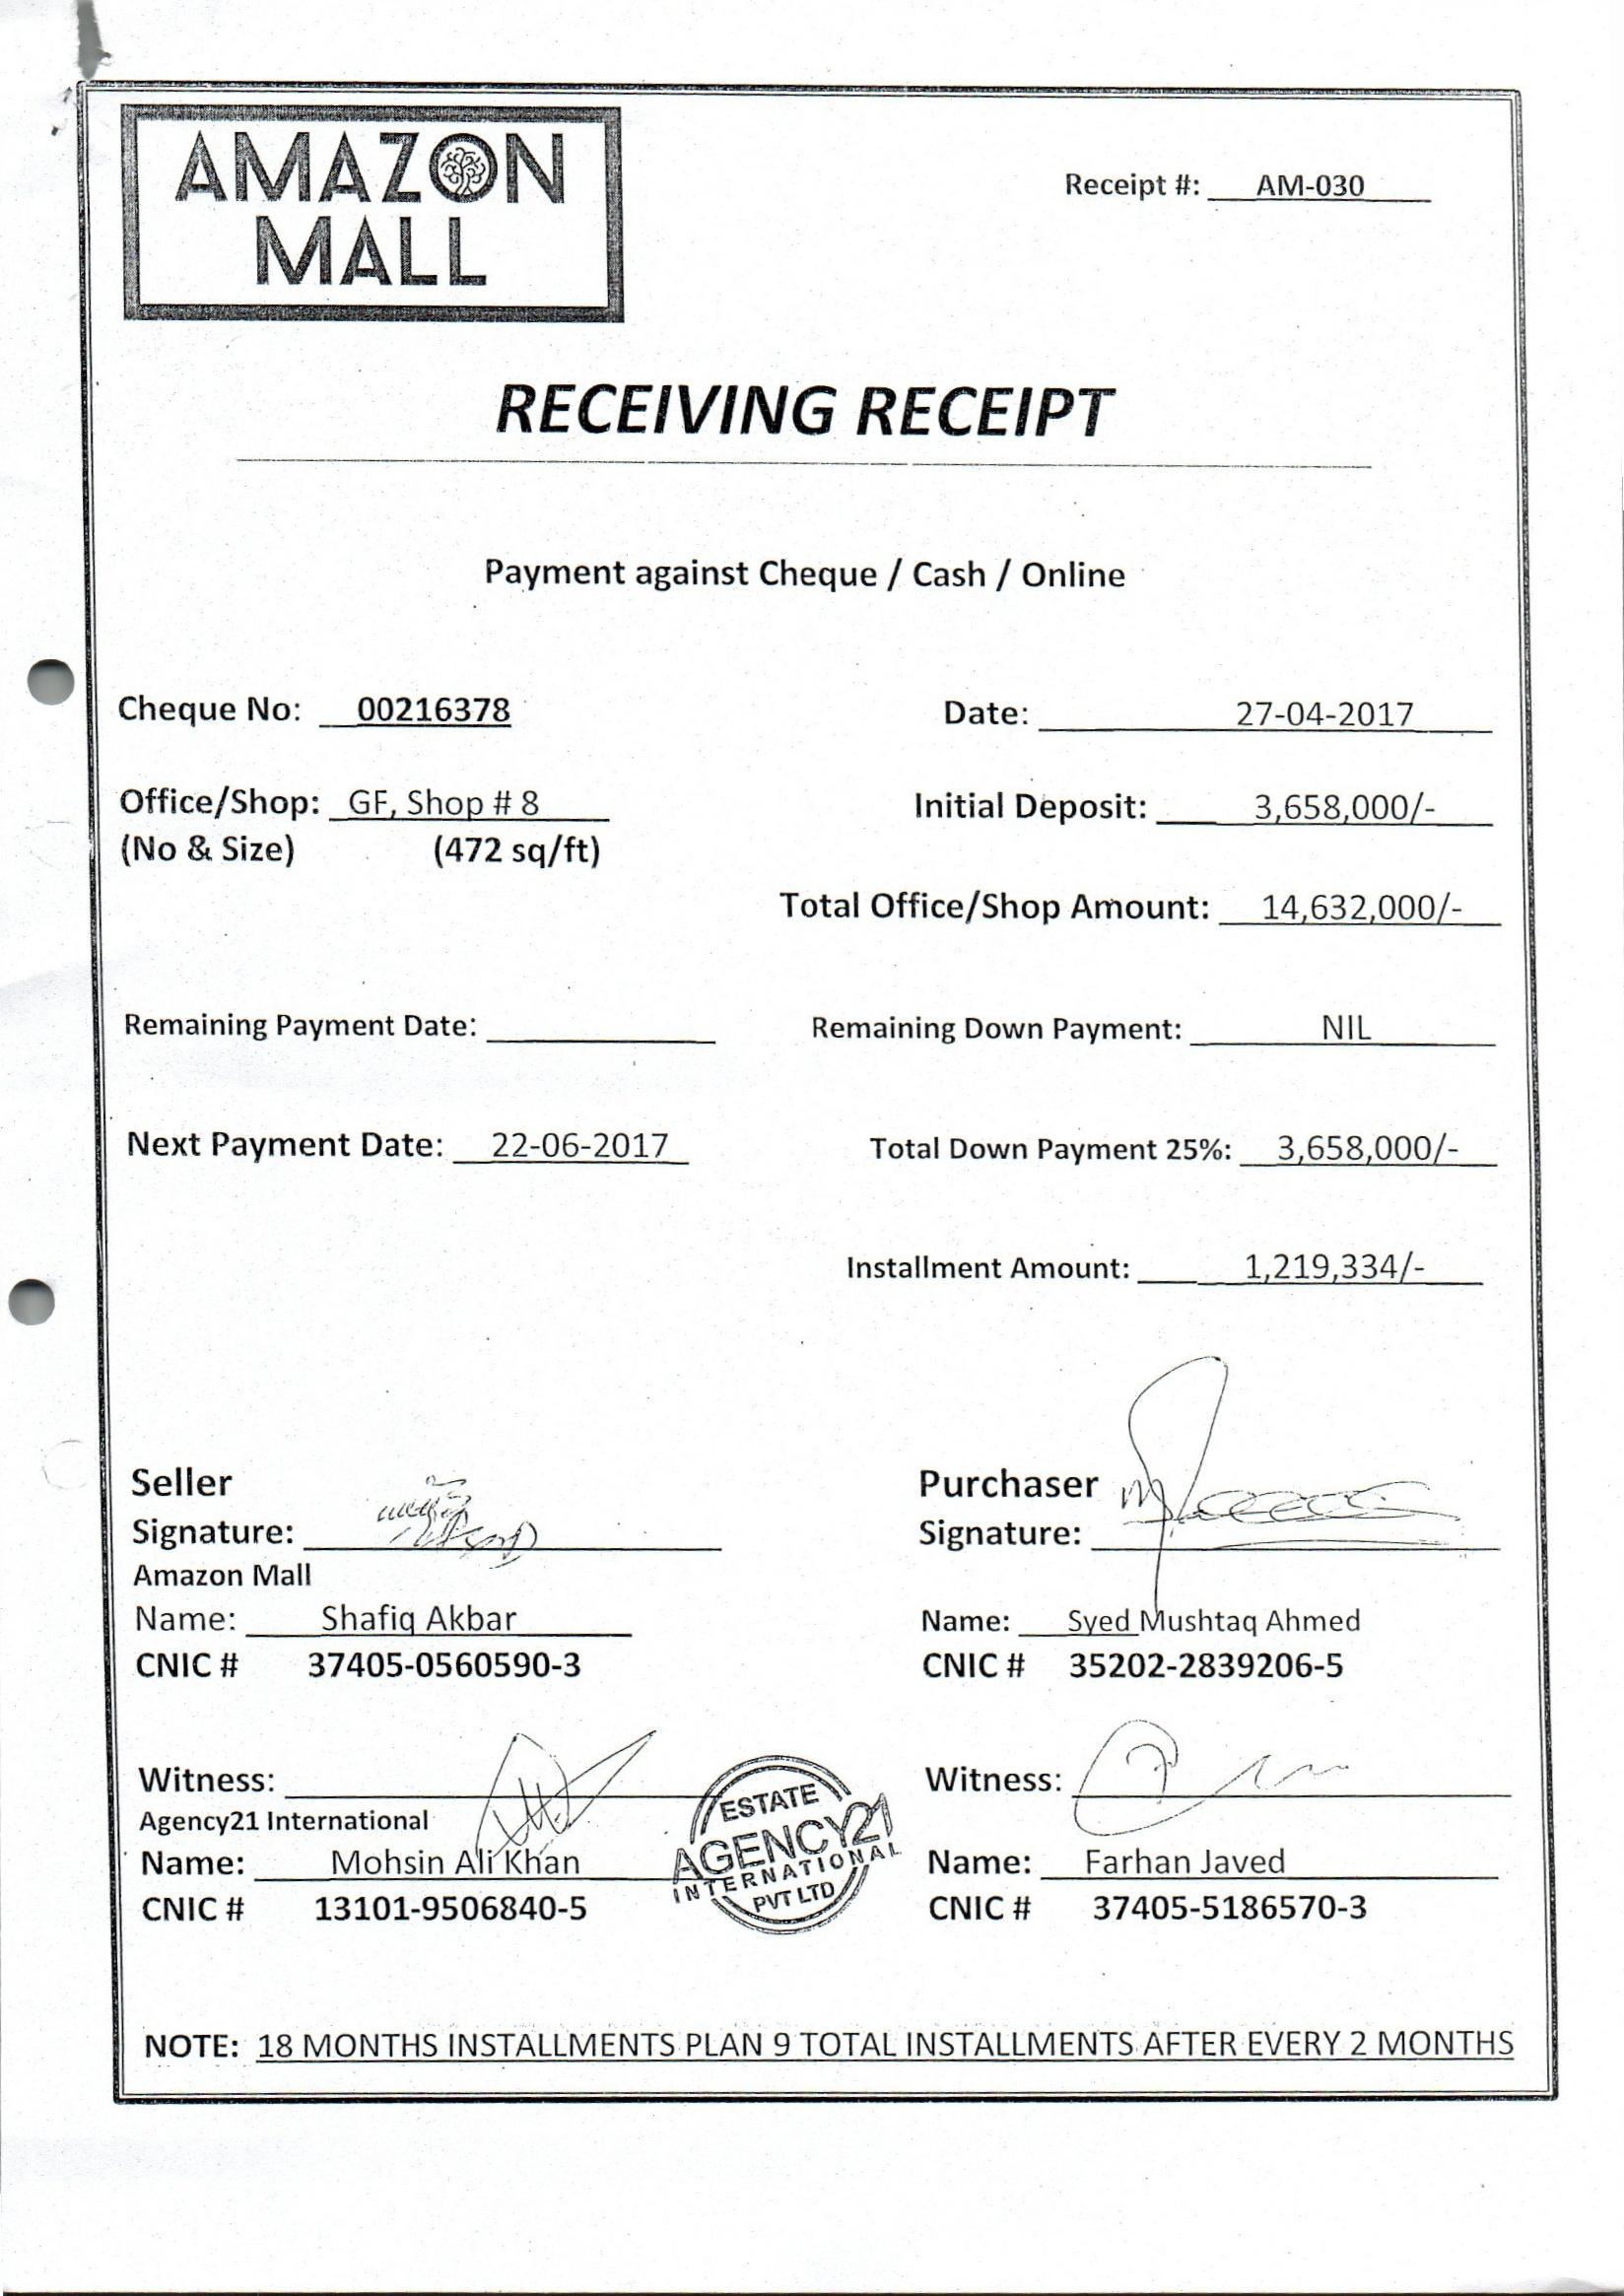 AMAZON
MALL
Receipt #: AM-030
RECEIVING RECEIPT
Payment against Cheque / Cash / Online
Cheque No: 00216378
Date: 27-04-2017
Office/Shop: GF, Shop # 8
Initial Deposit: 3,658,000/-
(No & Size) (472 sq/ft)
Total Office/Shop Amount: 14,632,000/-
Remaining Payment Date:
Remaining Down Payment: NIL
Next Payment Date: 22-06-2017
Total Down Payment 25%: 3,658,000/-
Installment Amount: 1,219,334/-
Seller
Purchaser
Signature:
Signature:
Amazon Mall
Name: Shafiq Akbar
Name: Syed Mushtaq Ahmed
CNIC # 37405-0560590-3
CNIC # 35202-2839206-5
Witness:
Witness:
Agency21 International
Name: Mohsin Ali Khan
Name: Farhan Javed
CNIC # 13101-9506840-5
CNIC # 37405-5186570-3
ESTATE
AGENCY21
INTERNATIONAL
PVT LTD
NOTE: 18 MONTHS INSTALLMENTS PLAN 9 TOTAL INSTALLMENTS AFTER EVERY 2 MONTHS